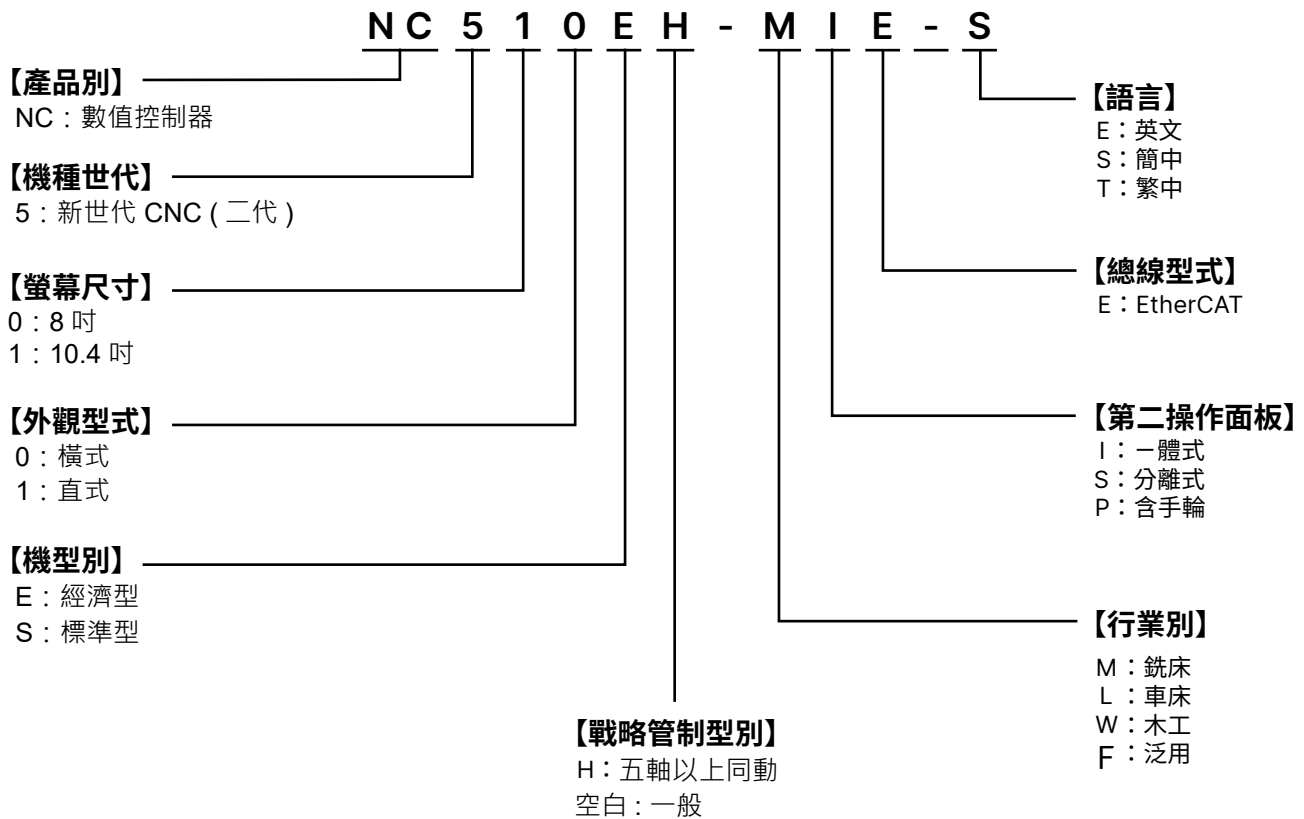 NC510EH-MIE-S
【產品別】
NC：數值控制器
【機種世代】
5：新世代 CNC ( 二代 )
【螢幕尺寸】
0：8 吋
1：10.4 吋
【外觀型式】
0：橫式
1：直式
【機型別】
E：經濟型
S：標準型
【戰略管制型別】
H：五軸以上同動
空白：一般
【語言】
E：英文
S：簡中
T：繁中
【總線型式】
E：EtherCAT
【第二操作面板】
I：一體式
S：分離式
P：含手輪
【行業別】
M：銑床
L：車床
W：木工
F：泛用